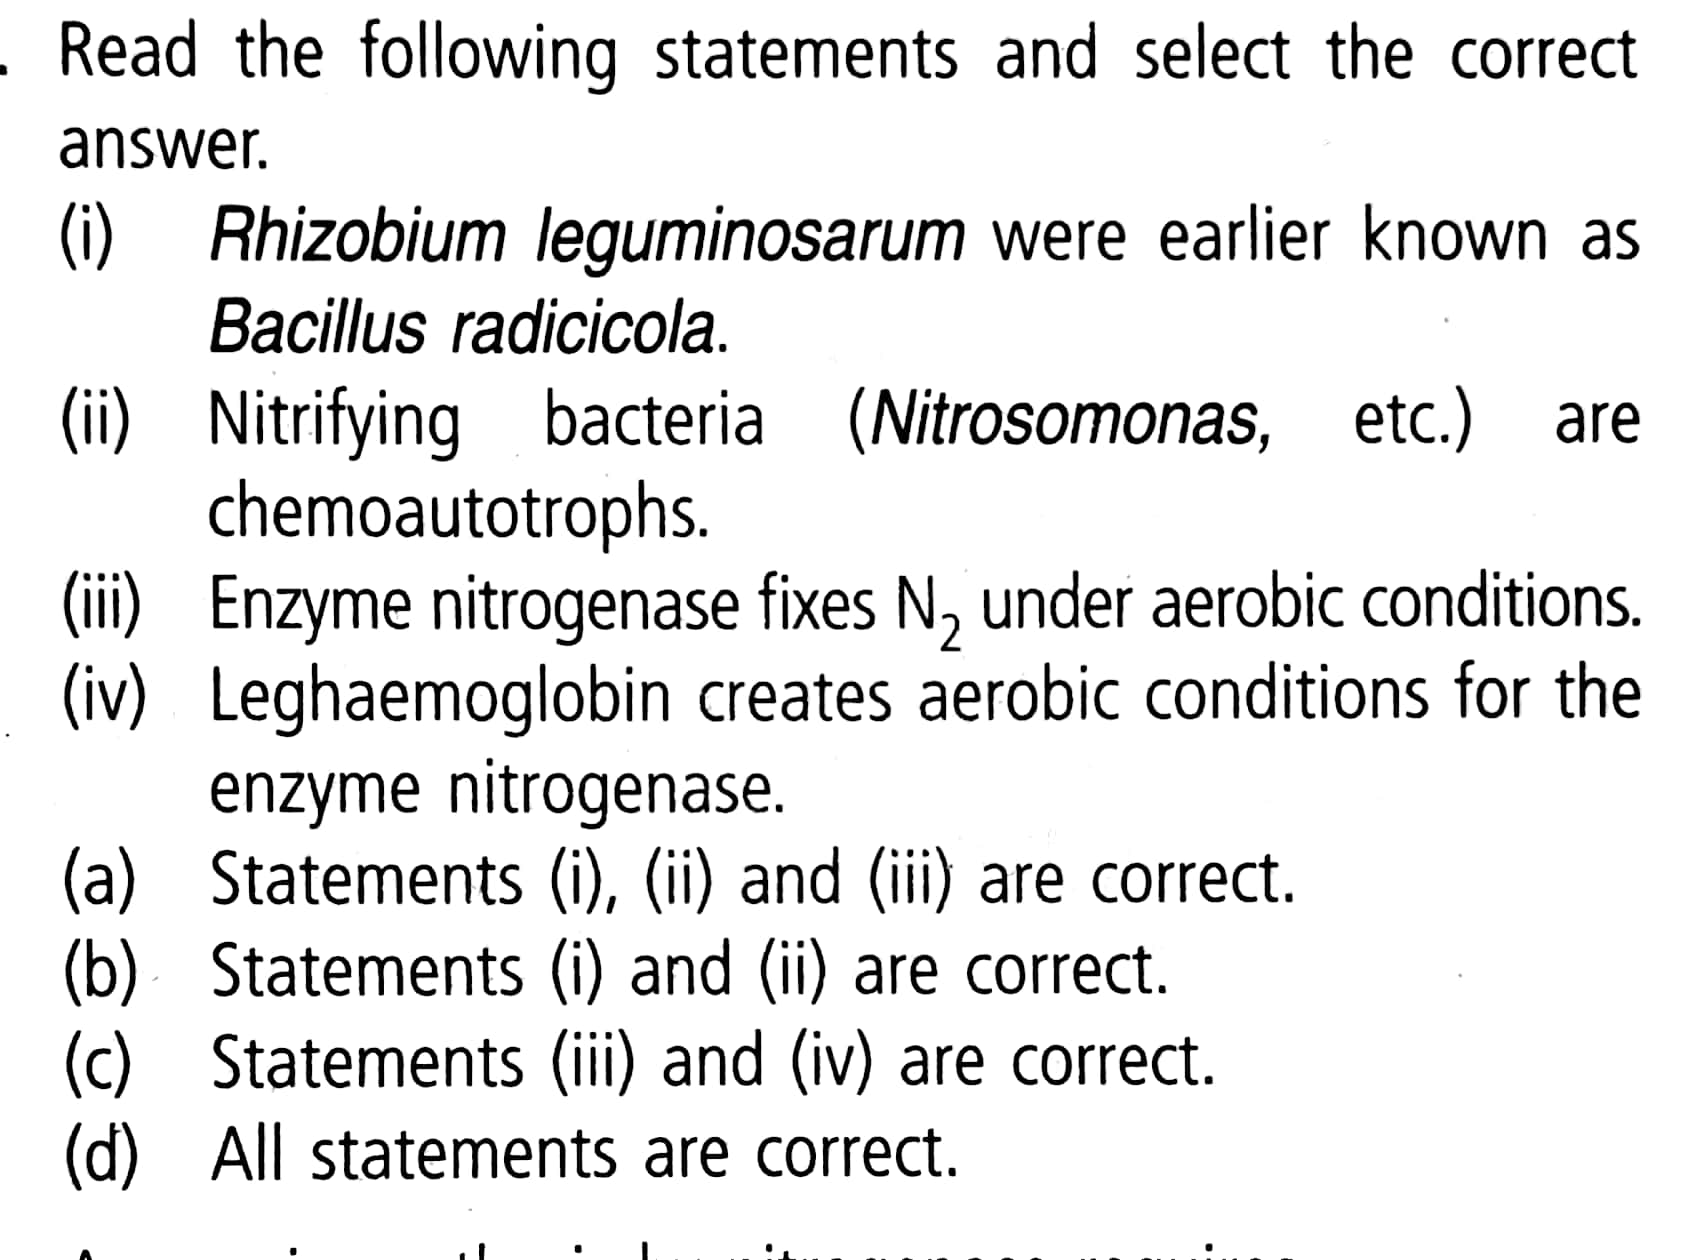 . Read the following statements and select the correct
answer.
(i) Rhizobium leguminosarum were earlier known as
Bacillus radicicola.
(ii) Nitrifying bacteria (Nitrosomonas, etc.) are
chemoautotrophs.
(iii) Enzyme nitrogenase fixes N₂ under aerobic conditions.
(iv) Leghaemoglobin creates aerobic conditions for the
enzyme nitrogenase.
(a) Statements (i), (ii) and (iii) are correct.
(b) Statements (i) and (ii) are correct.
(c) Statements (iii) and (iv) are correct.
(d) All statements are correct.